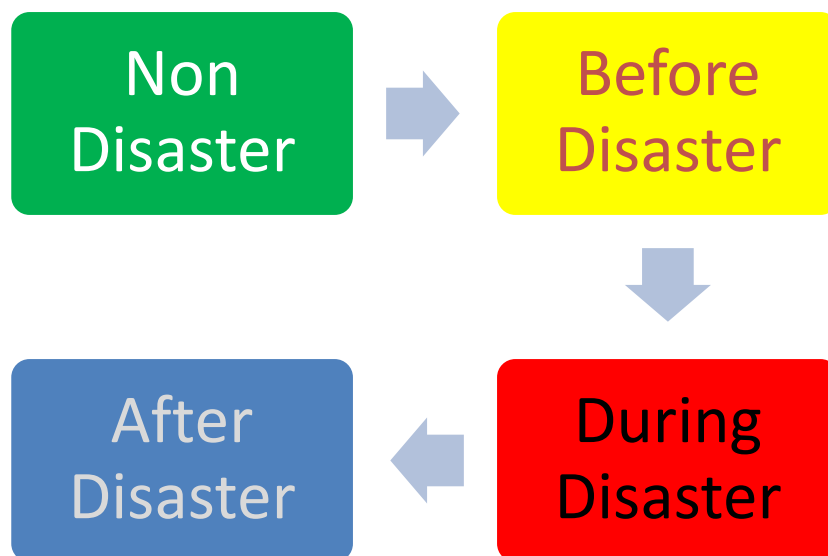 Non
Disaster
Before
Disaster
During
Disaster
After
Disaster